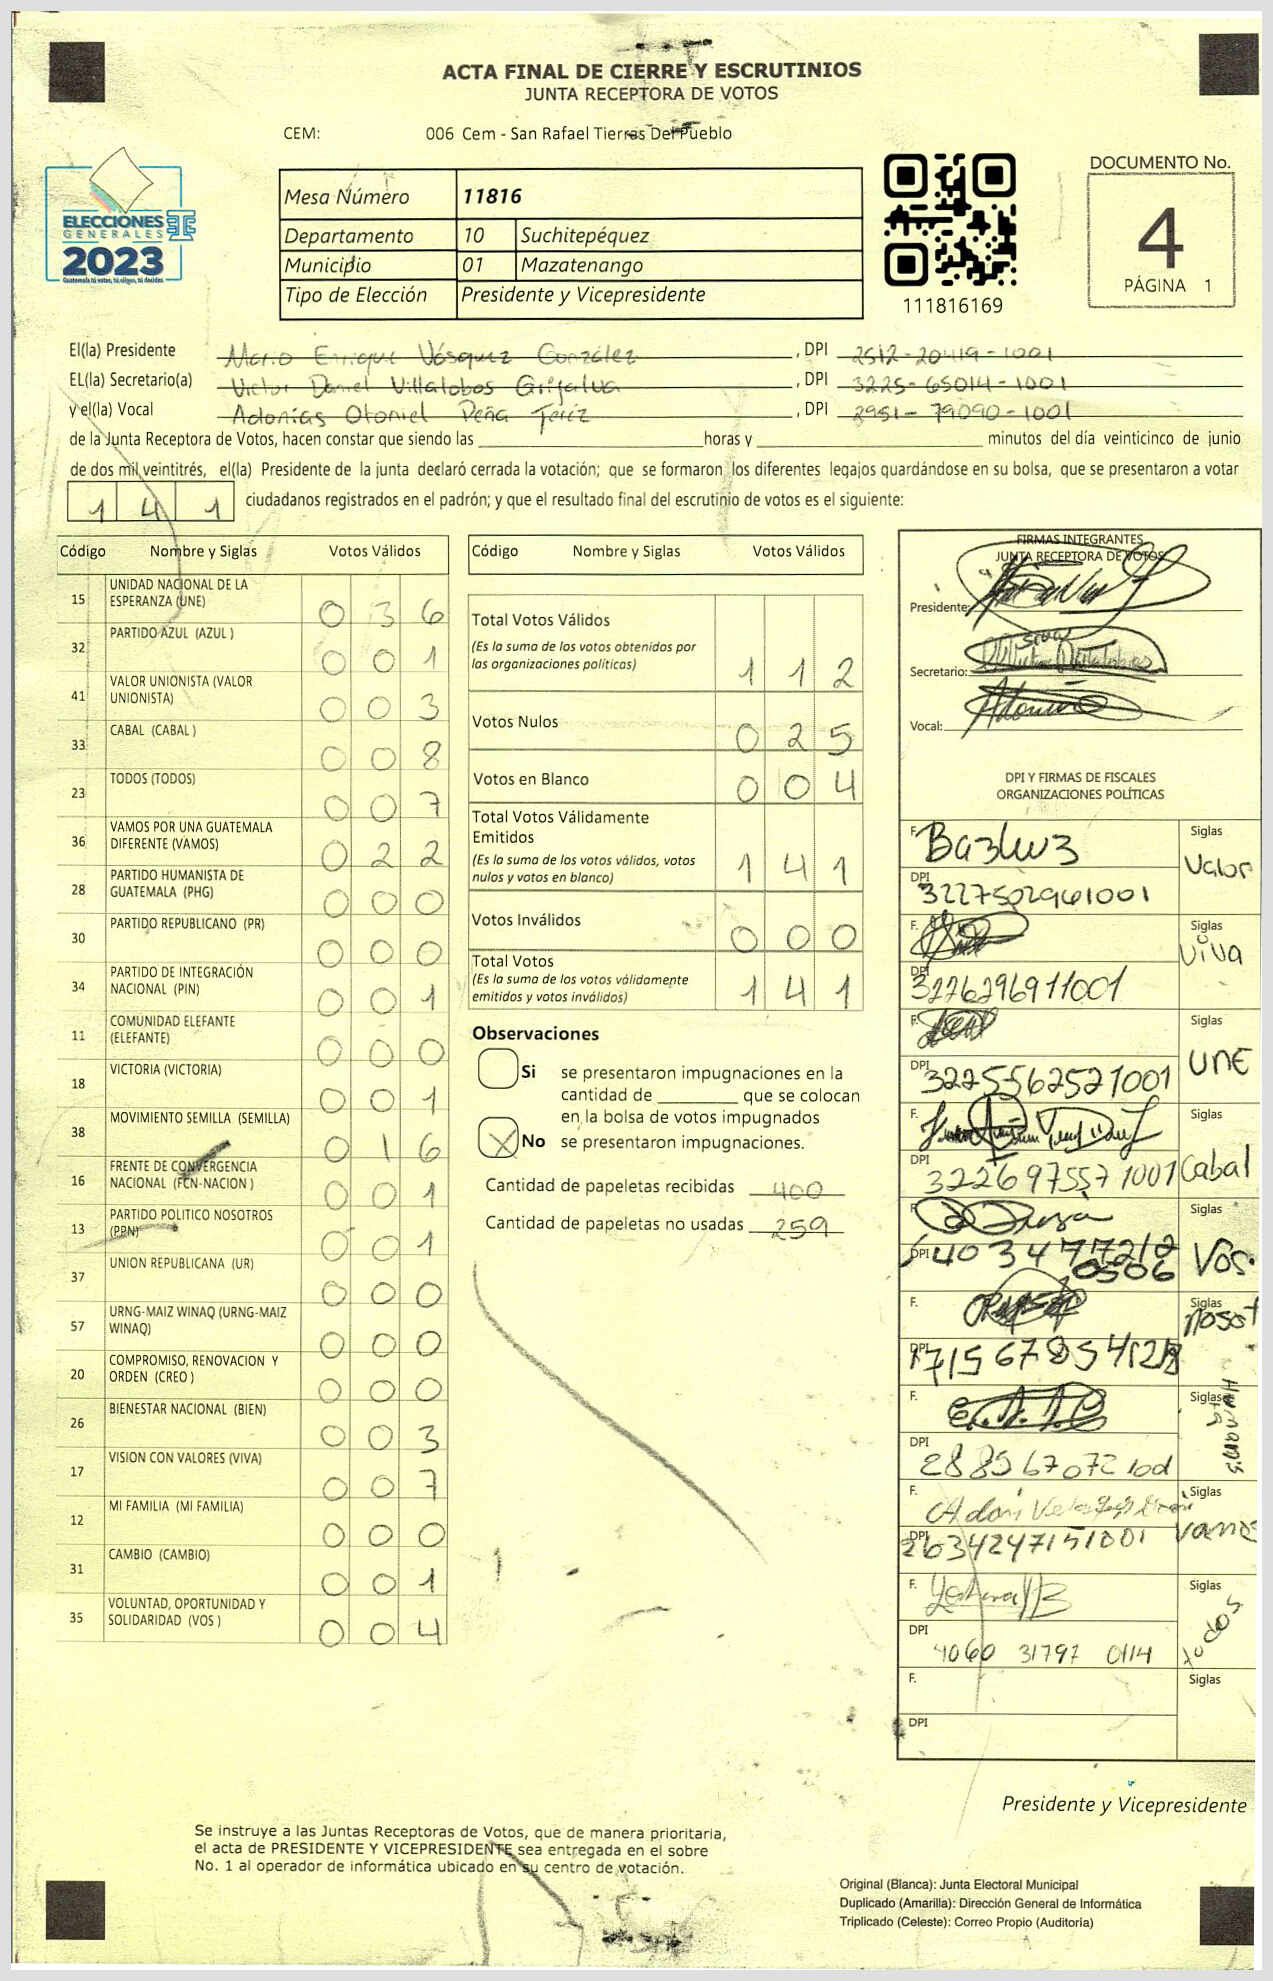 ACTA FINAL DE CIERRE Y ESCRUTINIOS
JUNTA RECEPTORA DE VOTOS
CEM: 006 Cem - San Rafael Tierras Del Pueblo
ELECCIONES
GENERALES
2023
Guatemala tú votas, tú eliges, tú decides
Mesa Número 11816
Departamento 10 Suchitepéquez
Municipio 01 Mazatenango
Tipo de Elección Presidente y Vicepresidente
111816169
DOCUMENTO No.
4
PÁGINA 1
El(la) Presidente Mario Enrique Vásquez González, DPI 2512-20419-1001
EL(la) Secretario(a) Victor Daniel Villalobos Grijalva, DPI 3225-65014-1001
y el(la) Vocal Adonías Otoniel Peña, DPI 2951-79090-1001
de la Junta Receptora de Votos, hacen constar que siendo las horas y minutos del día veinticinco de junio
de dos mil veintitrés, el(la) Presidente de la junta declaró cerrada la votación; que se formaron los diferentes legajos quardándose en su bolsa, que se presentaron a votar
1 4 1 ciudadanos registrados en el padrón; y que el resultado final del escrutinio de votos es el siguiente:
Código Nombre y Siglas Votos Válidos
15 UNIDAD NACIONAL DE LA ESPERANZA (UNE) 0 3 6
32 PARTIDO AZUL (AZUL ) 0 0 1
41 VALOR UNIONISTA (VALOR UNIONISTA) 0 0 3
33 CABAL (CABAL ) 0 0 8
23 TODOS (TODOS) 0 0 7
36 VAMOS POR UNA GUATEMALA DIFERENTE (VAMOS) 0 2 2
28 PARTIDO HUMANISTA DE GUATEMALA (PHG) 0 0 0
30 PARTIDO REPUBLICANO (PR) 0 0 0
34 PARTIDO DE INTEGRACIÓN NACIONAL (PIN) 0 0 1
11 COMUNIDAD ELEFANTE (ELEFANTE) 0 0 0
18 VICTORIA (VICTORIA) 0 0 1
38 MOVIMIENTO SEMILLA (SEMILLA) 0 1 6
16 FRENTE DE CONVERGENCIA NACIONAL (FCN-NACION ) 0 0 1
13 PARTIDO POLITICO NOSOTROS (PPN) 0 0 1
37 UNION REPUBLICANA (UR) 0 0 0
57 URNG-MAIZ WINAQ (URNG-MAIZ WINAQ) 0 0 0
20 COMPROMISO, RENOVACION Y ORDEN (CREO ) 0 0 0
26 BIENESTAR NACIONAL (BIEN) 0 0 3
17 VISION CON VALORES (VIVA) 0 0 7
12 MI FAMILIA (MI FAMILIA) 0 0 0
31 CAMBIO (CAMBIO) 0 0 1
35 VOLUNTAD, OPORTUNIDAD Y SOLIDARIDAD (VOS ) 0 0 4
Código Nombre y Siglas Votos Válidos
Total Votos Válidos 1 1 2
(Es la suma de los votos obtenidos por
las organizaciones políticas)
Votos Nulos 0 2 5
Votos en Blanco 0 0 4
Total Votos Válidamente
Emitidos 1 4 1
(Es la suma de los votos válidos, votos
nulos y votos en blanco)
Votos Inválidos 0 0 0
Total Votos 1 4 1
(Es la suma de los votos válidamente
emitidos y votos inválidos)
Observaciones
Si se presentaron impugnaciones en la
cantidad de que se colocan
en la bolsa de votos impugnados
X No se presentaron impugnaciones.
Cantidad de papeletas recibidas 400
Cantidad de papeletas no usadas 259
FIRMAS INTEGRANTES
JUNTA RECEPTORA DE VOTOS
Presidente:
Secretario:
Vocal:
DPI Y FIRMAS DE FISCALES
ORGANIZACIONES POLÍTICAS
F. Siglas Valor
DPI 3227502961001
F. Siglas Viva
DPI 3276296911001
F. Siglas UNE
DPI 3225562521001
F. Siglas Cabal
DPI 3226975571001
F. Siglas Vos.
DPI
F. Siglas nosot
DPI
F. Siglas
DPI
F. Siglas Vamos
DPI 2634247151001
F. Siglas todos
DPI 4060 31797 0114
F. Siglas
DPI
Presidente y Vicepresidente
Se instruye a las Juntas Receptoras de Votos, que de manera prioritaria,
el acta de PRESIDENTE Y VICEPRESIDENTE sea entregada en el sobre
No. 1 al operador de informática ubicado en su centro de votación.
Original (Blanca): Junta Electoral Municipal
Duplicado (Amarilla): Dirección General de Informática
Triplicado (Celeste): Correo Propio (Auditoría)